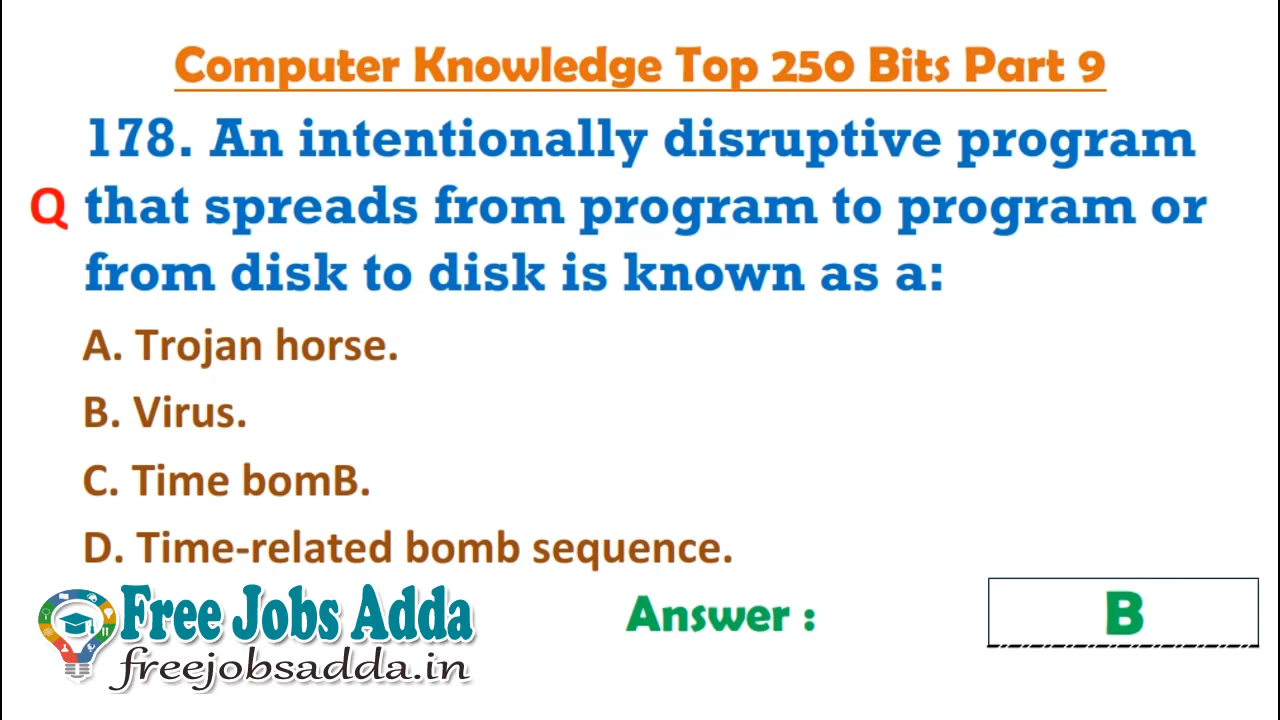 Computer Knowledge Top 250 Bits Part 9
178. An intentionally disruptive program
Q that spreads from program to program or
from disk to disk is known as a:
A. Trojan horse.
B. Virus.
C. Time bomB.
D. Time-related bomb sequence.
Free Jobs Adda
freejobsadda.in
Answer :
B